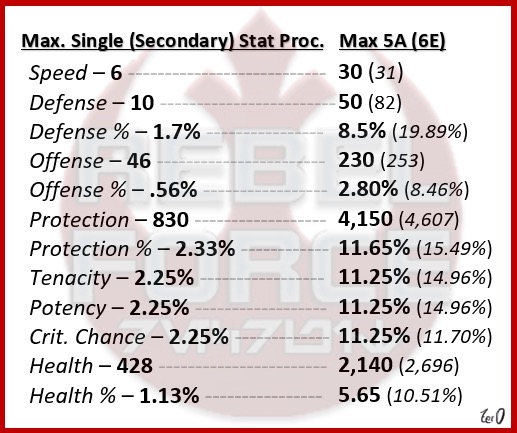 Max. Single (Secondary) Stat Proc. Max 5A (6E)
Speed – 6 30 (31)
Defense – 10 50 (82)
Defense % – 1.7% 8.5% (19.89%)
Offense – 46 230 (253)
Offense % – .56% 2.80% (8.46%)
Protection – 830 4,150 (4,607)
Protection % – 2.33% 11.65% (15.49%)
Tenacity – 2.25% 11.25% (14.96%)
Potency – 2.25% 11.25% (14.96%)
Crit. Chance – 2.25% 11.25% (11.70%)
Health – 428 2,140 (2,696)
Health % – 1.13% 5.65 (10.51%)
REBEL
FORCE